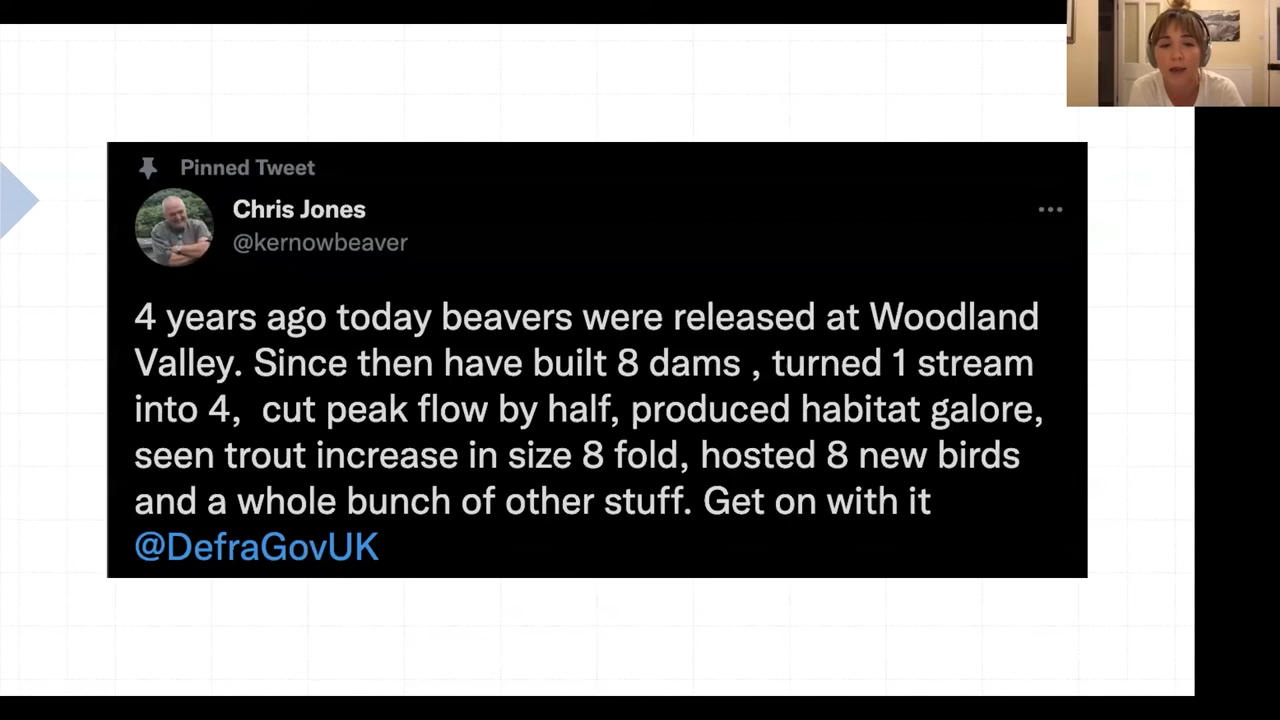 Pinned Tweet
Chris Jones
@kernowbeaver
4 years ago today beavers were released at Woodland
Valley. Since then have built 8 dams , turned 1 stream
into 4,  cut peak flow by half, produced habitat galore,
seen trout increase in size 8 fold, hosted 8 new birds
and a whole bunch of other stuff. Get on with it
@DefraGovUK